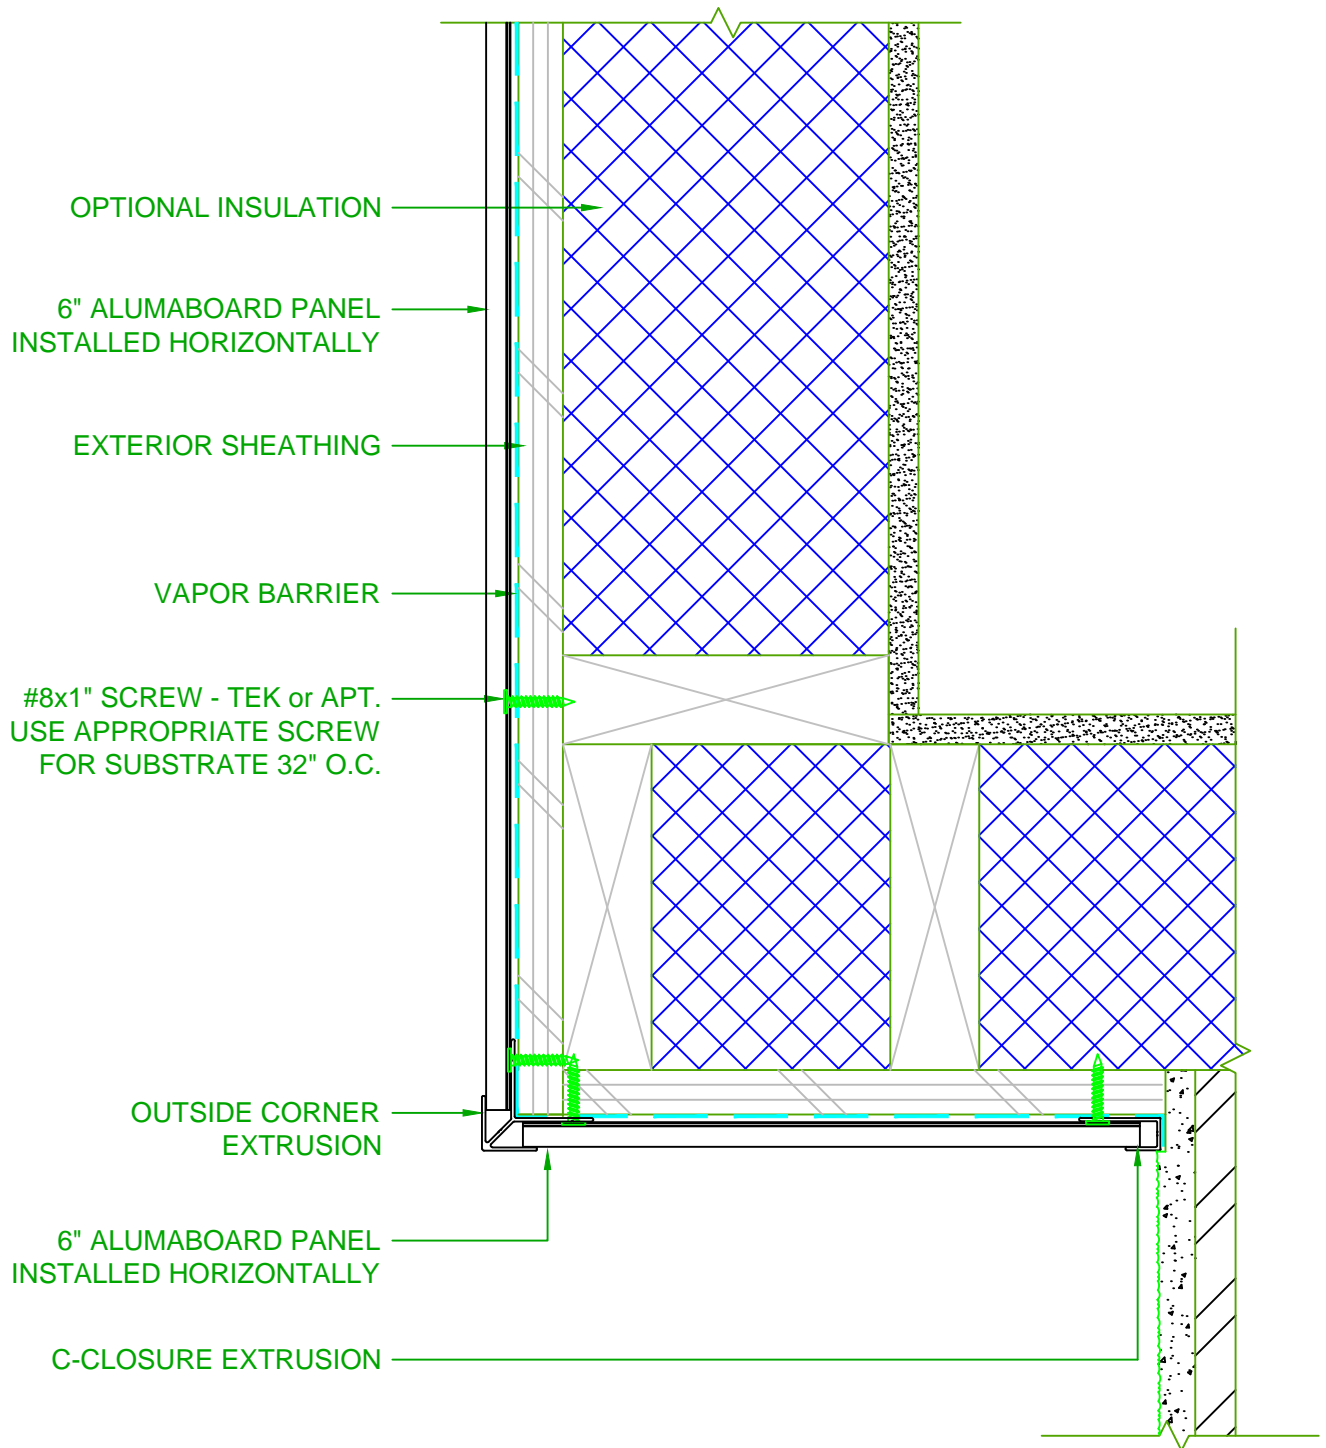 OPTIONAL INSULATION
6" ALUMABOARD PANEL
INSTALLED HORIZONTALLY
EXTERIOR SHEATHING
VAPOR BARRIER
#8x1" SCREW - TEK or APT.
USE APPROPRIATE SCREW
FOR SUBSTRATE 32" O.C.
OUTSIDE CORNER
EXTRUSION
6" ALUMABOARD PANEL
INSTALLED HORIZONTALLY
C-CLOSURE EXTRUSION